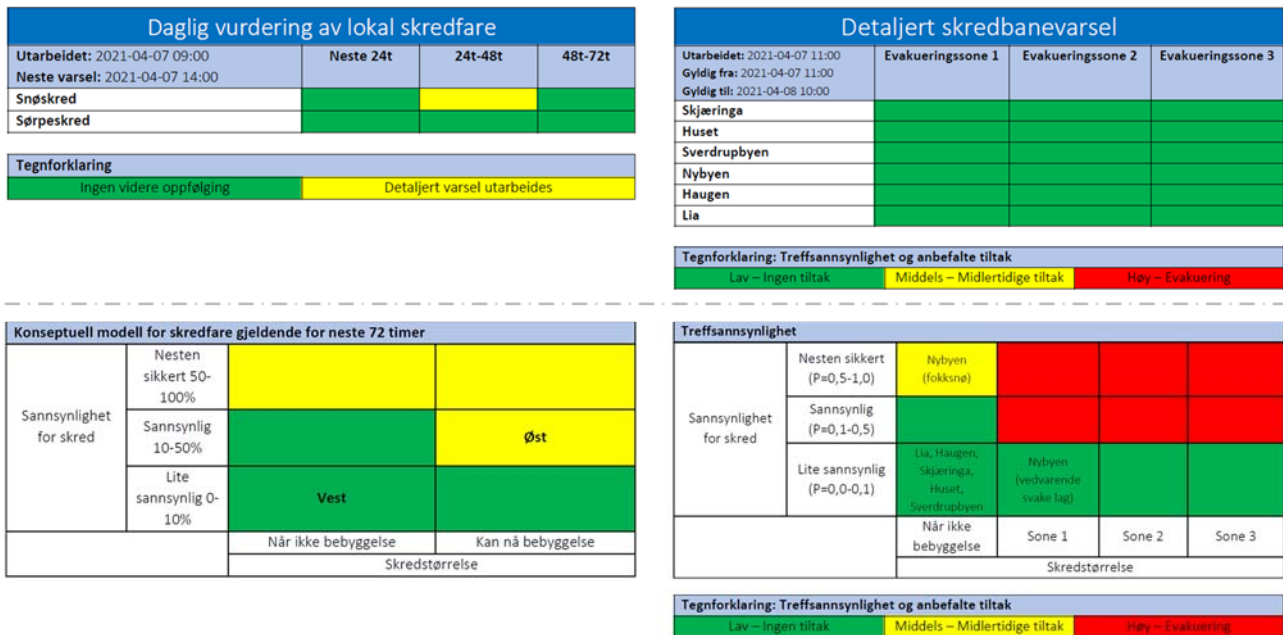 Daglig vurdering av lokal skredfare
Utarbeidet: 2021-04-07 09:00
Neste varsel: 2021-04-07 14:00
Neste 24t
24t-48t
48t-72t
Snøskred
Sørpeskred
Tegnforklaring
Ingen videre oppfølging
Detaljert varsel utarbeides
Detaljert skredbanevarsel
Utarbeidet: 2021-04-07 11:00
Gyldig fra: 2021-04-07 11:00
Gyldig til: 2021-04-08 10:00
Evakueringssone 1
Evakueringssone 2
Evakueringssone 3
Skjæringa
Huset
Sverdrupbyen
Nybyen
Haugen
Lia
Tegnforklaring: Treffsannsynlighet og anbefalte tiltak
Lav – Ingen tiltak
Middels – Midlertidige tiltak
Høy – Evakuering
Konseptuell modell for skredfare gjeldende for neste 72 timer
Sannsynlighet
for skred
Nesten
sikkert 50-
100%
Sannsynlig
10-50%
Øst
Lite
sannsynlig 0-
10%
Vest
Når ikke bebyggelse
Kan nå bebyggelse
Skredstørrelse
Treffsannsynlighet
Sannsynlighet
for skred
Nesten sikkert
(P=0,5-1,0)
Nybyen
(fokksnø)
Sannsynlig
(P=0,1-0,5)
Lite sannsynlig
(P=0,0-0,1)
Lia, Haugen,
Skjæringa,
Huset,
Sverdrupbyen
Nybyen
(vedvarende
svake lag)
Når ikke
bebyggelse
Sone 1
Sone 2
Sone 3
Skredstørrelse
Tegnforklaring: Treffsannsynlighet og anbefalte tiltak
Lav – Ingen tiltak
Middels – Midlertidige tiltak
Høy – Evakuering